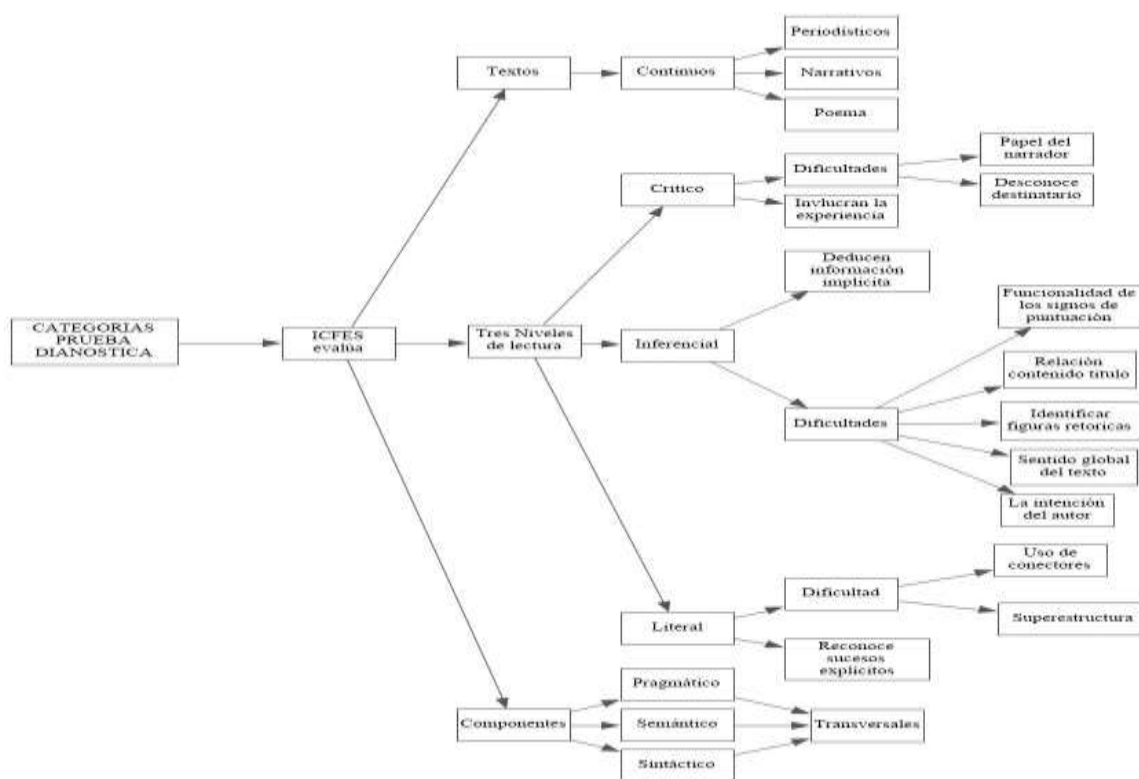 Periodísticos
Textos
Continuos
Narrativos
Poema
Papel del
narrador
Dificultades
Critico
Desconoce
destinatario
Invlucran la
experiencia
Deducen
información
implícita
Funcionalidad de
los signos de
puntuación
CATEGORIAS
PRUEBA
DIANOSTICA
ICFES
evalúa
Tres Niveles
de lectura
Inferencial
Relación
contenido titulo
Dificultades
Identificar
figuras retoricas
Sentido global
del texto
La intención
del autor
Uso de
conectores
Dificultad
Superestructura
Literal
Reconoce
sucesos
explícitos
Pragmático
Componentes
Semántico
Transversales
Sintáctico